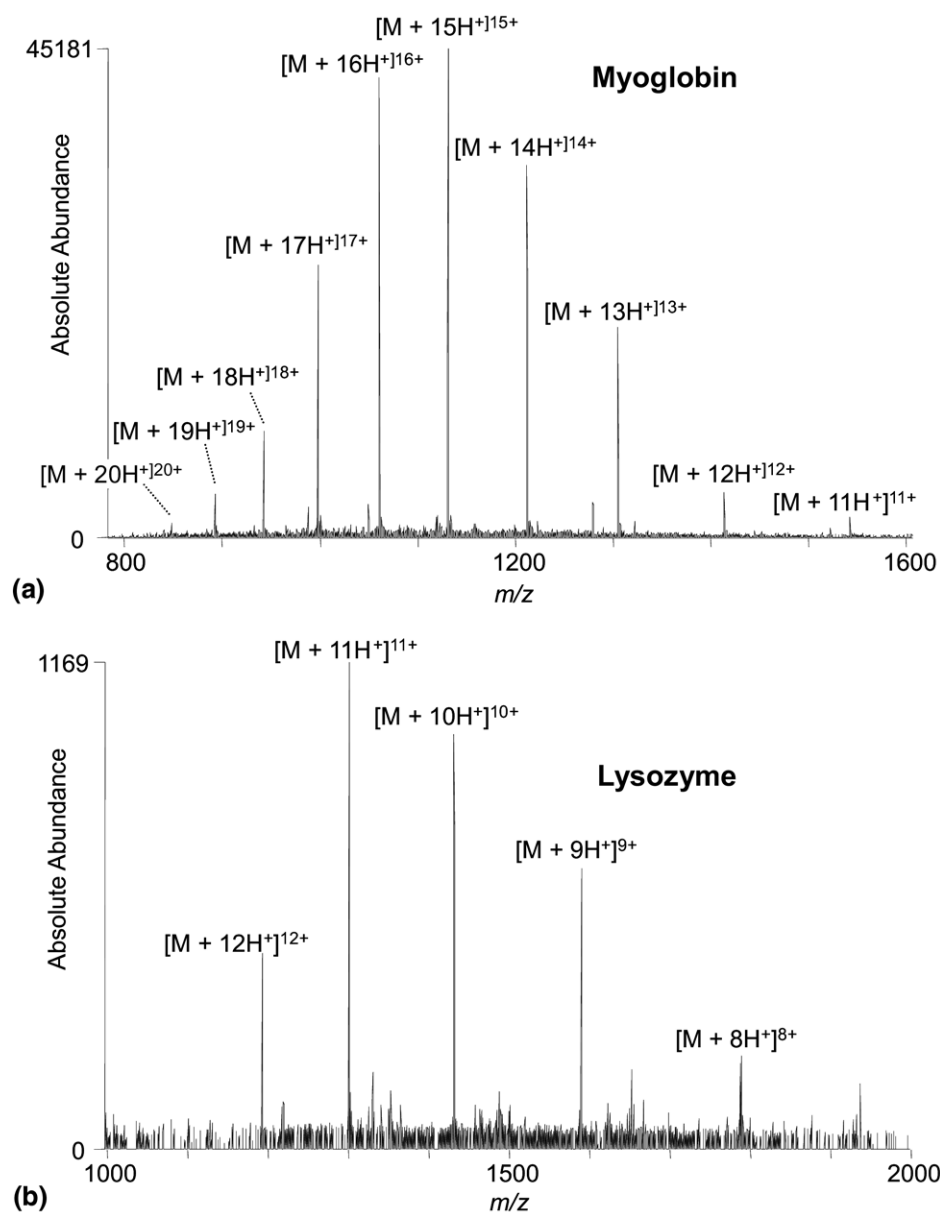 45181
[M + 15H⁺]¹⁵⁺
[M + 16H⁺]¹⁶⁺
Myoglobin
[M + 14H⁺]¹⁴⁺
[M + 17H⁺]¹⁷⁺
[M + 13H⁺]¹³⁺
[M + 18H⁺]¹⁸⁺
[M + 19H⁺]¹⁹⁺
[M + 20H⁺]²⁰⁺
[M + 12H⁺]¹²⁺
[M + 11H⁺]¹¹⁺
Absolute Abundance
0
800 1200 1600
m/z
(a)
1169
[M + 11H⁺]¹¹⁺
[M + 10H⁺]¹⁰⁺
Lysozyme
[M + 9H⁺]⁹⁺
[M + 12H⁺]¹²⁺
[M + 8H⁺]⁸⁺
Absolute Abundance
0
1000 1500 2000
m/z
(b)